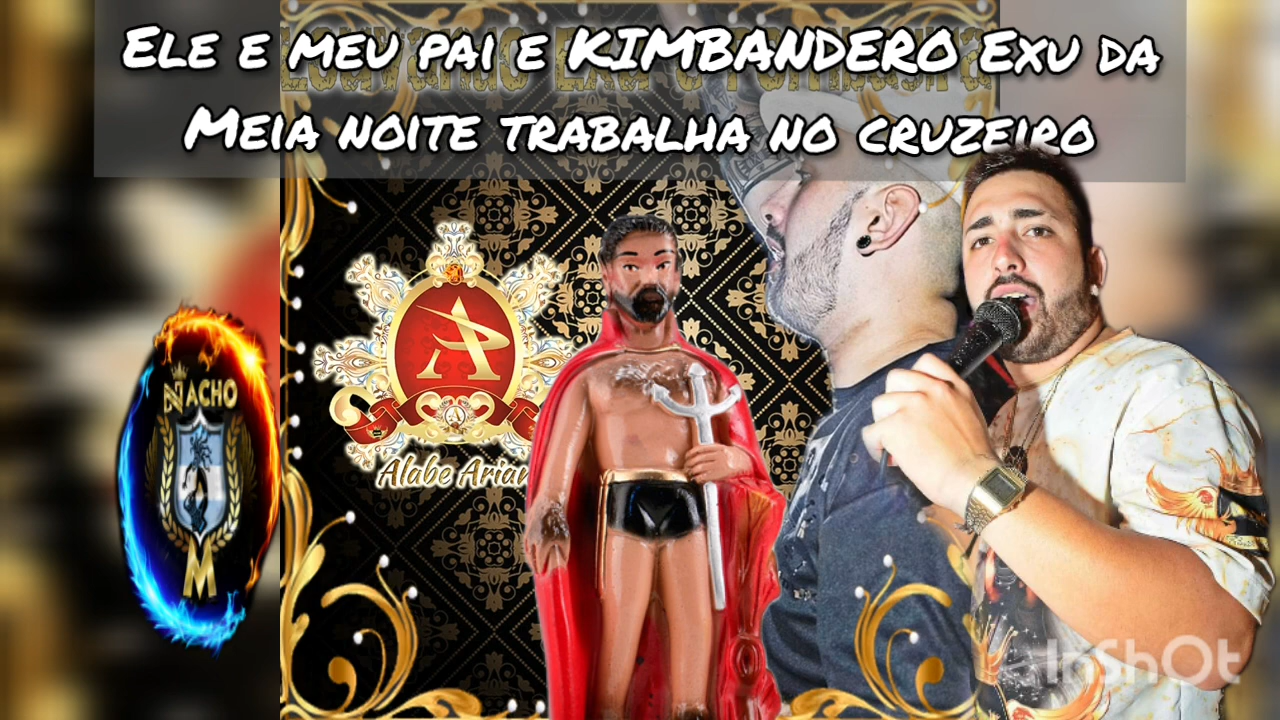 Ele e meu pai e KIMBANDERO Exu da
Meia noite trabalha no cruzeiro
NACHO
M
A
Alabe Arian
InShOt